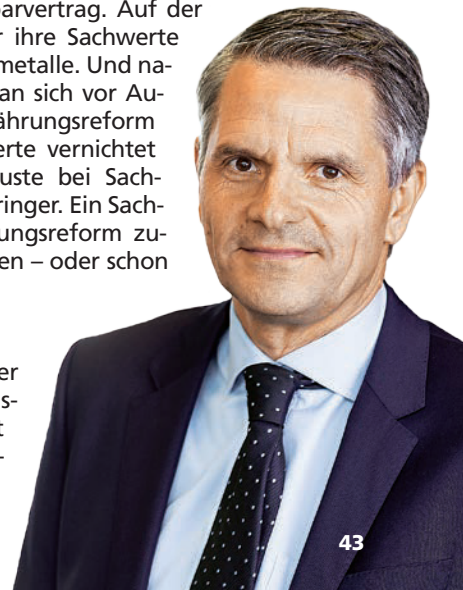 parvertrag. Auf der
r ihre Sachwerte
metalle. Und na-
an sich vor Au-
ährungsreform
erte vernichtet
uste bei Sach-
ringer. Ein Sach-
ungsreform zu-
en – oder schon
er
s-
t
-
43